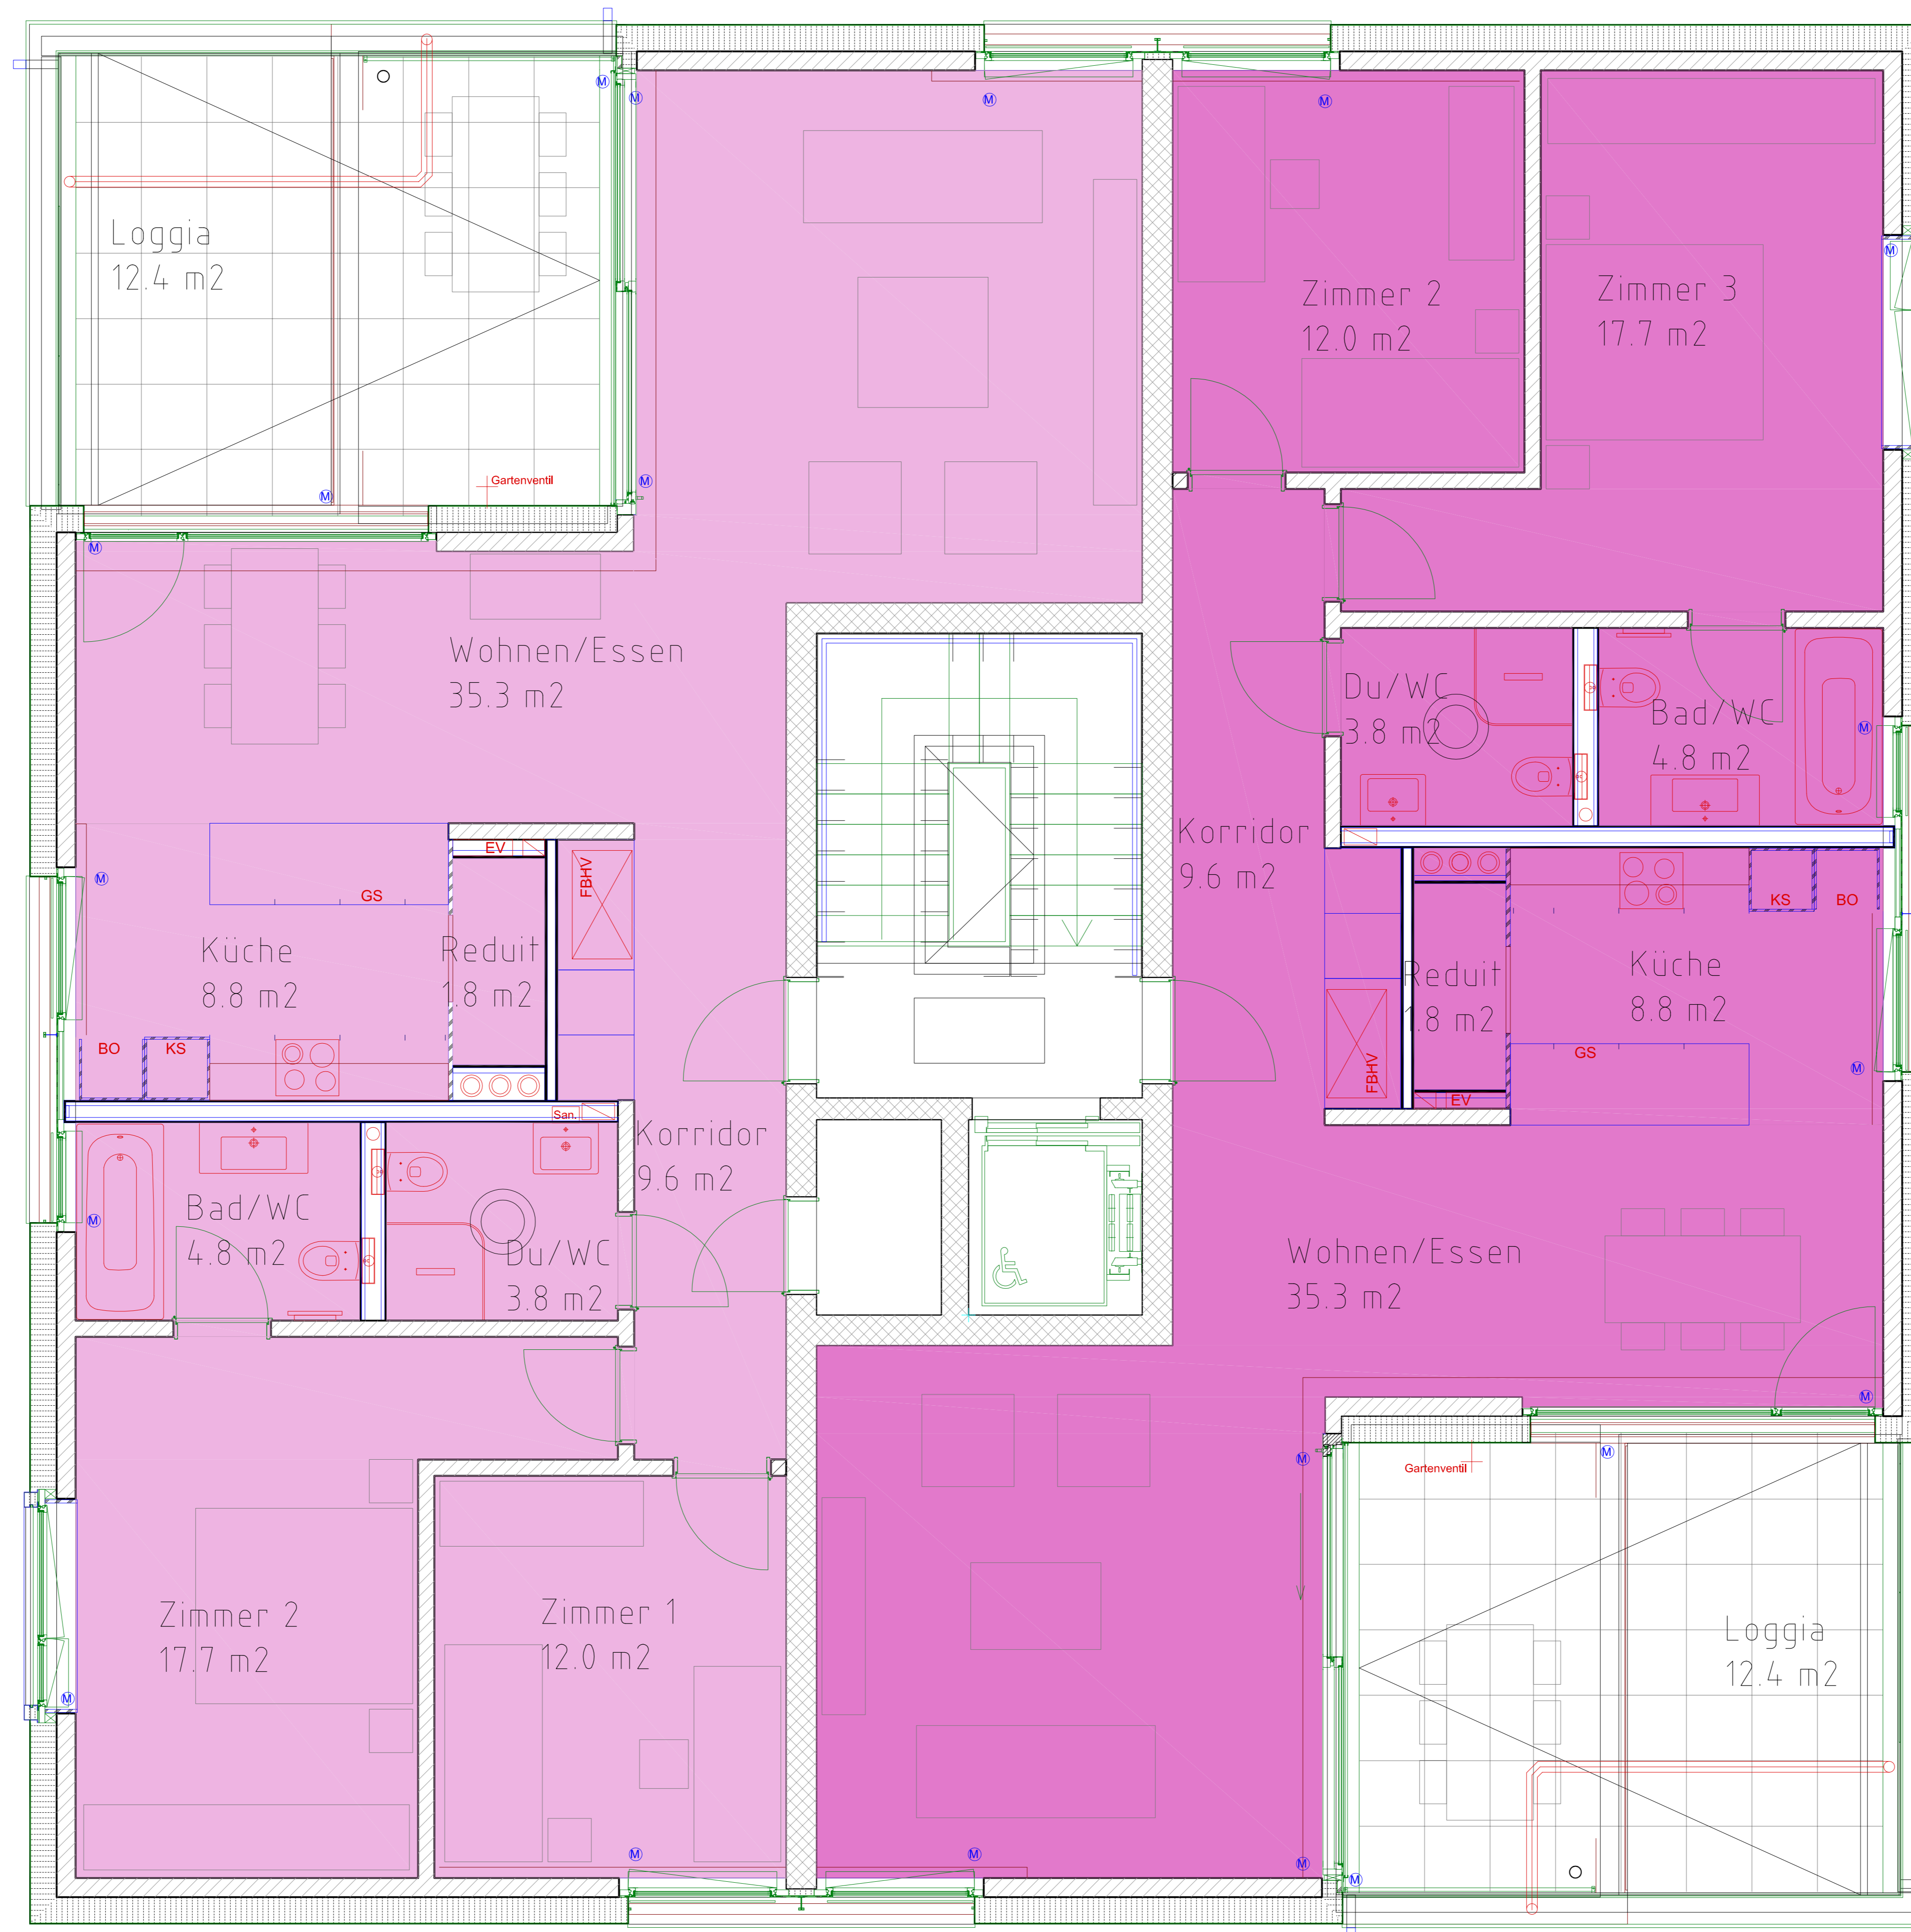 M
M
M
M
M
Loggia
12.4 m2
Zimmer 2
12.0 m2
Zimmer 3
17.7 m2
M
Gartenventil
M
M
M
Wohnen/Essen
35.3 m2
Du/WC
3.8 m2
Bad/WC
4.8 m2
M
Korridor
9.6 m2
EV
FBHV
GS
M
KS
BO
Küche
8.8 m2
Reduit
1.8 m2
Reduit
1.8 m2
Küche
8.8 m2
BO
KS
GS
FBHV
M
EV
San.
Korridor
9.6 m2
Bad/WC
4.8 m2
M
Du/WC
3.8 m2
Wohnen/Essen
35.3 m2
M
M
M
Gartenventil
Zimmer 2
17.7 m2
Zimmer 1
12.0 m2
Loggia
12.4 m2
M
M
M
M
M